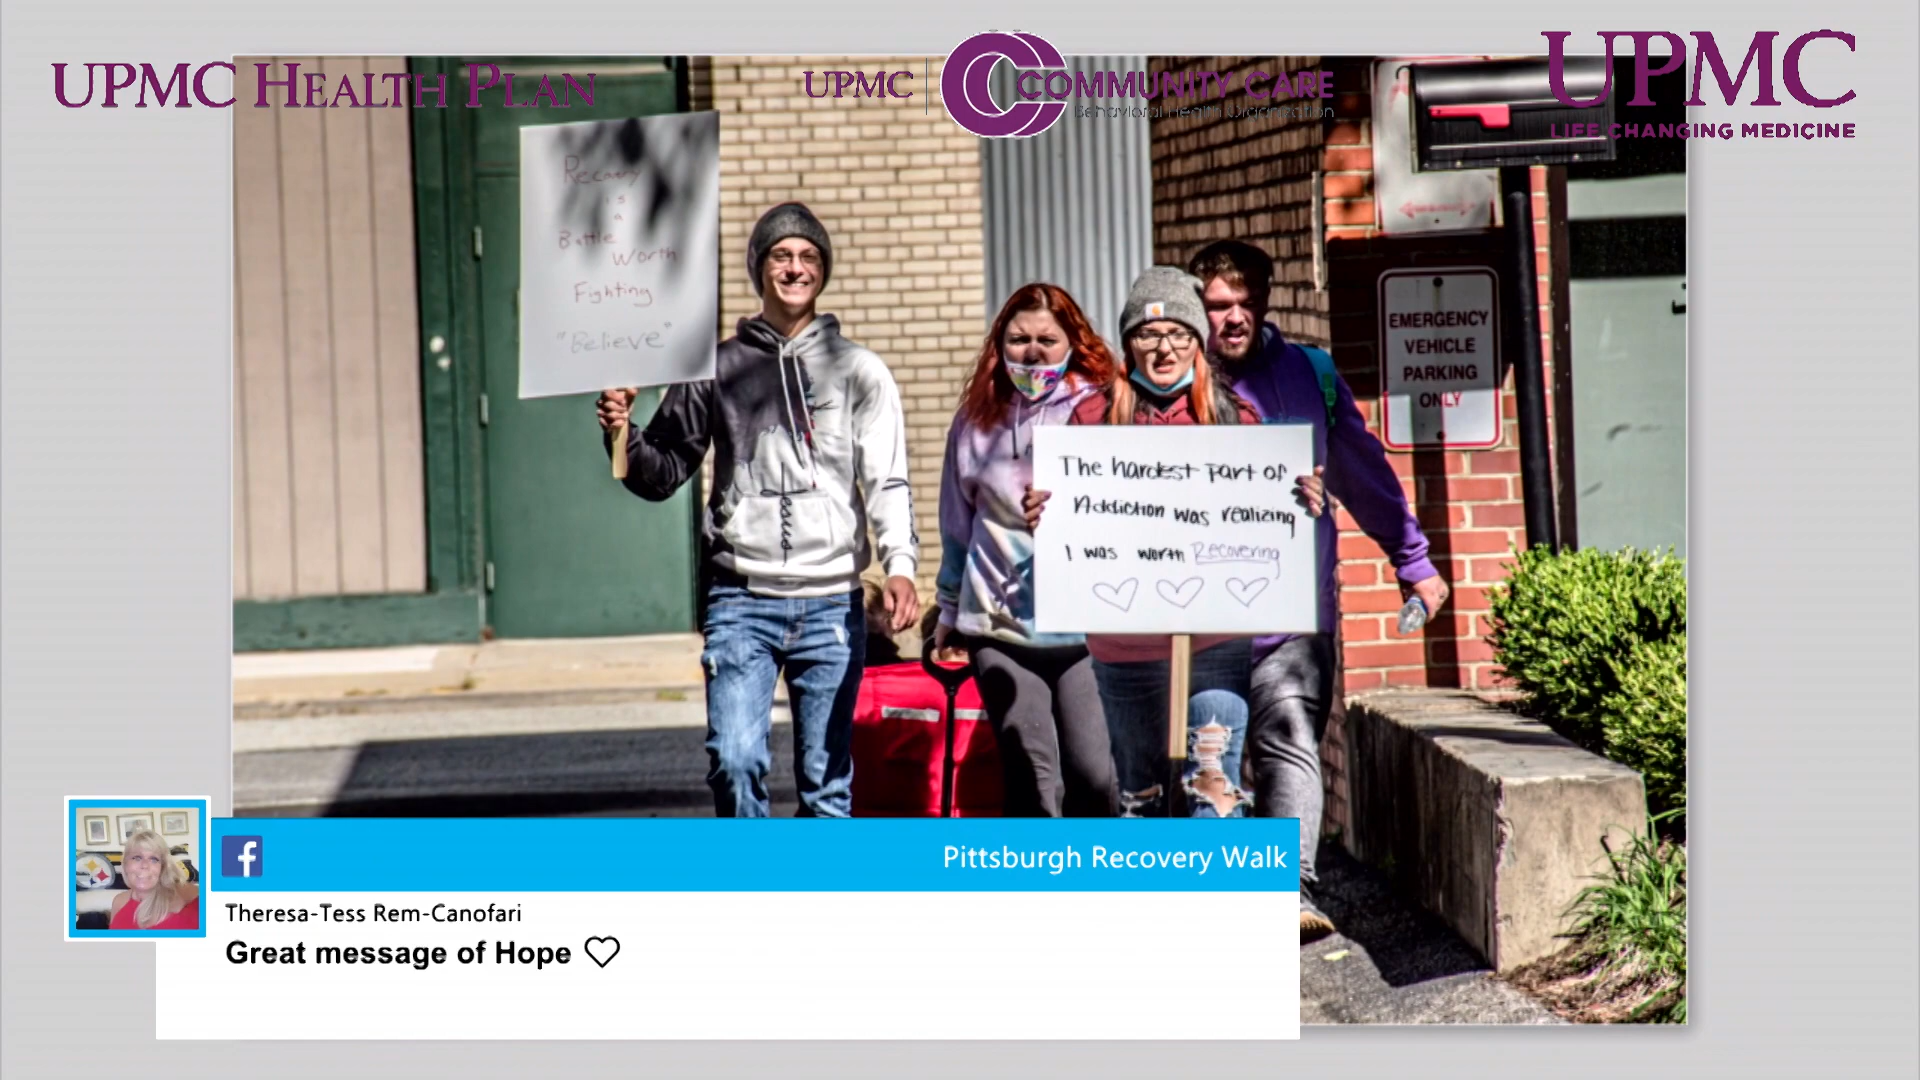 UPMC HEALTH PLAN
UPMC
COMMUNITY CARE
Behavioral Health Organization
UPMC
LIFE CHANGING MEDICINE
Recovery
is
a
Battle
Worth
Fighting
"Believe"
Jesus
EMERGENCY
VEHICLE
PARKING
ONLY
The hardest part of
Addiction was realizing
I was worth Recovering
f
Pittsburgh Recovery Walk
Theresa-Tess Rem-Canofari
Great message of Hope